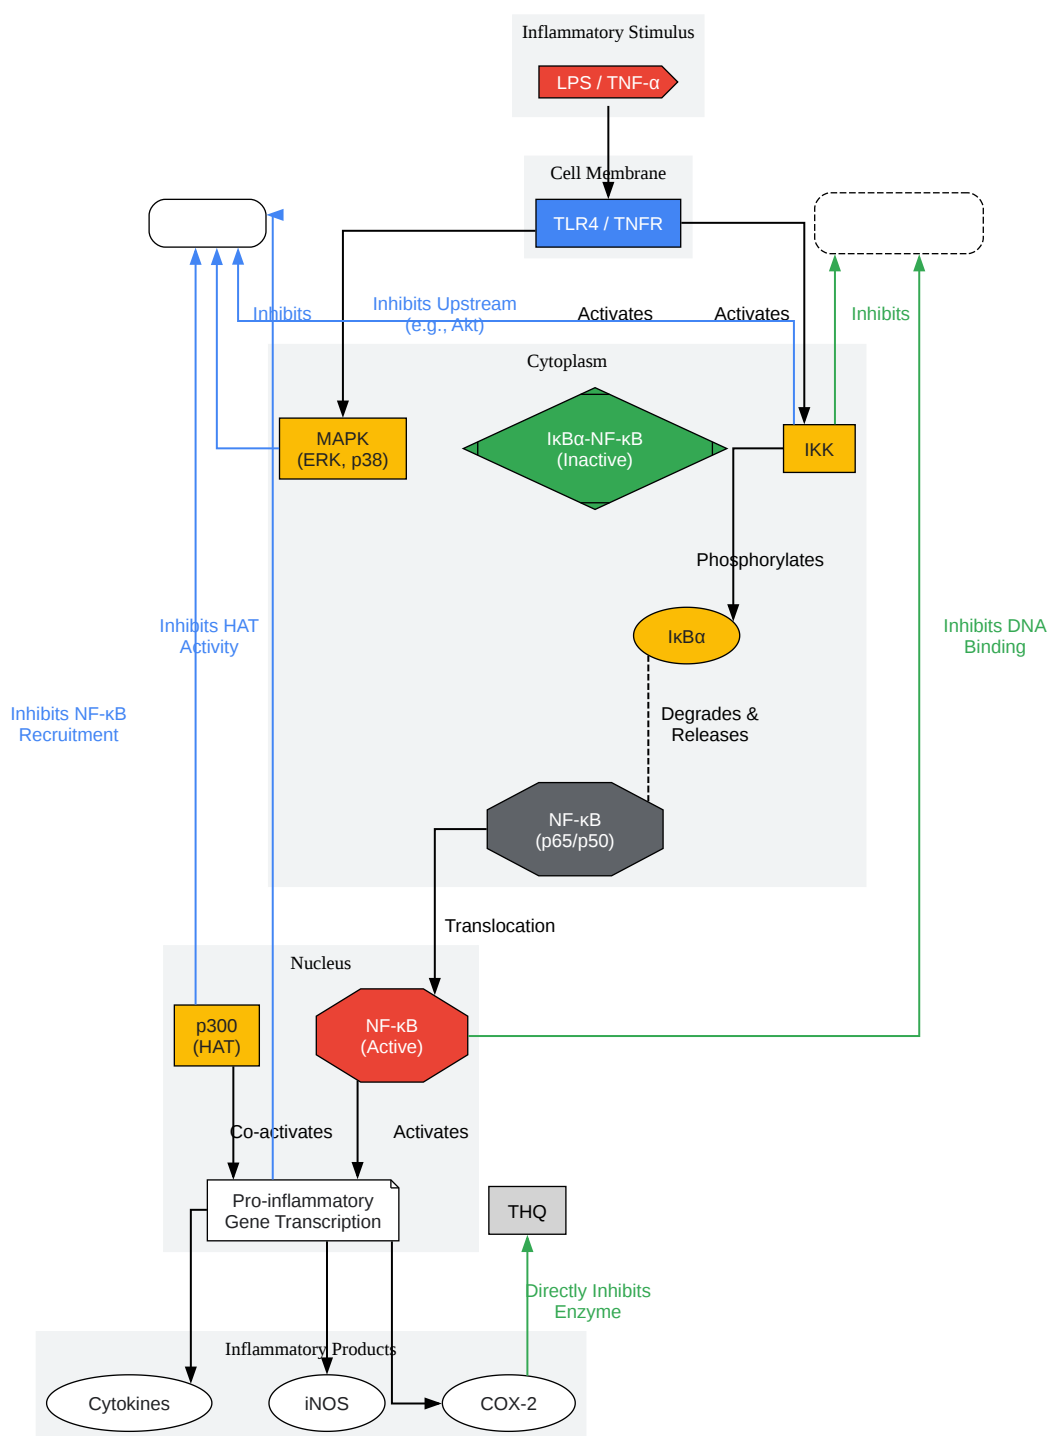 Inflammatory Stimulus
LPS / TNF-α
Cell Membrane
TLR4 / TNFR
Inhibits
Inhibits Upstream
(e.g., Akt)
Activates
Activates
Inhibits
Cytoplasm
MAPK
(ERK, p38)
IκBα-NF-κB
(Inactive)
IKK
Phosphorylates
IκBα
Inhibits HAT
Activity
Inhibits DNA
Binding
Inhibits NF-κB
Recruitment
Degrades &
Releases
NF-κB
(p65/p50)
Translocation
Nucleus
p300
(HAT)
NF-κB
(Active)
Co-activates
Activates
Pro-inflammatory
Gene Transcription
THQ
Directly Inhibits
Enzyme
Inflammatory Products
Cytokines
iNOS
COX-2